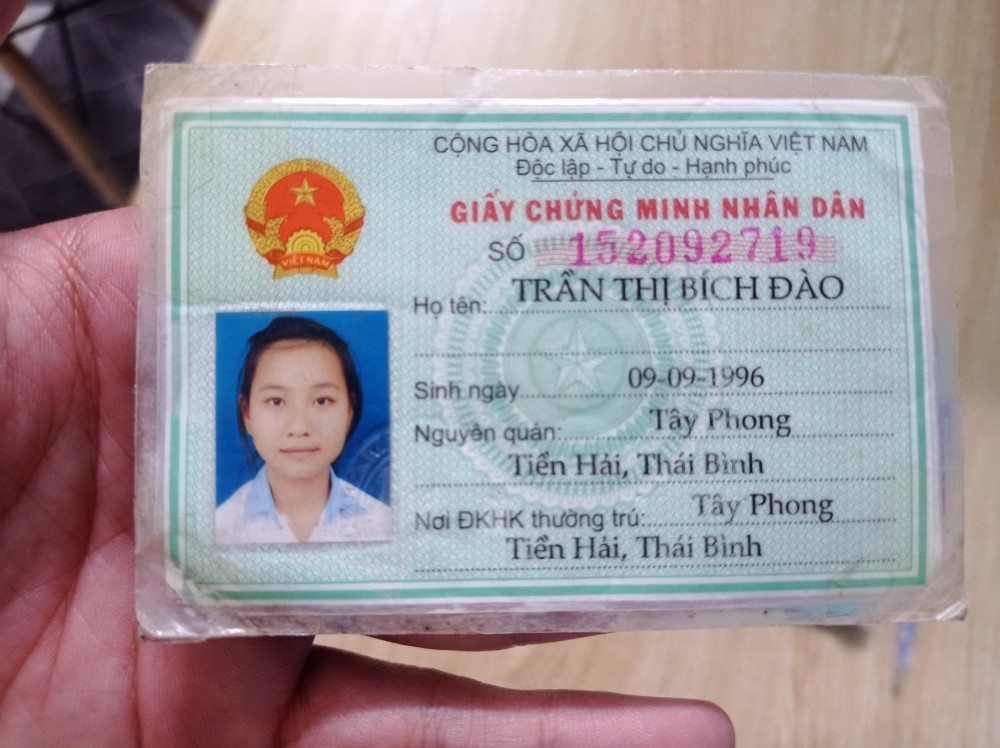 CỘNG HÒA XÃ HỘI CHỦ NGHĨA VIỆT NAM
Độc lập - Tự do - Hạnh phúc
GIẤY CHỨNG MINH NHÂN DÂN
SỐ 152092719
Họ tên: TRẦN THỊ BÍCH ĐÀO
Sinh ngày 09-09-1996
Nguyên quán: Tây Phong
Tiền Hải, Thái Bình
Nơi ĐKHK thường trú: Tây Phong
Tiền Hải, Thái Bình
VIỆT NAM